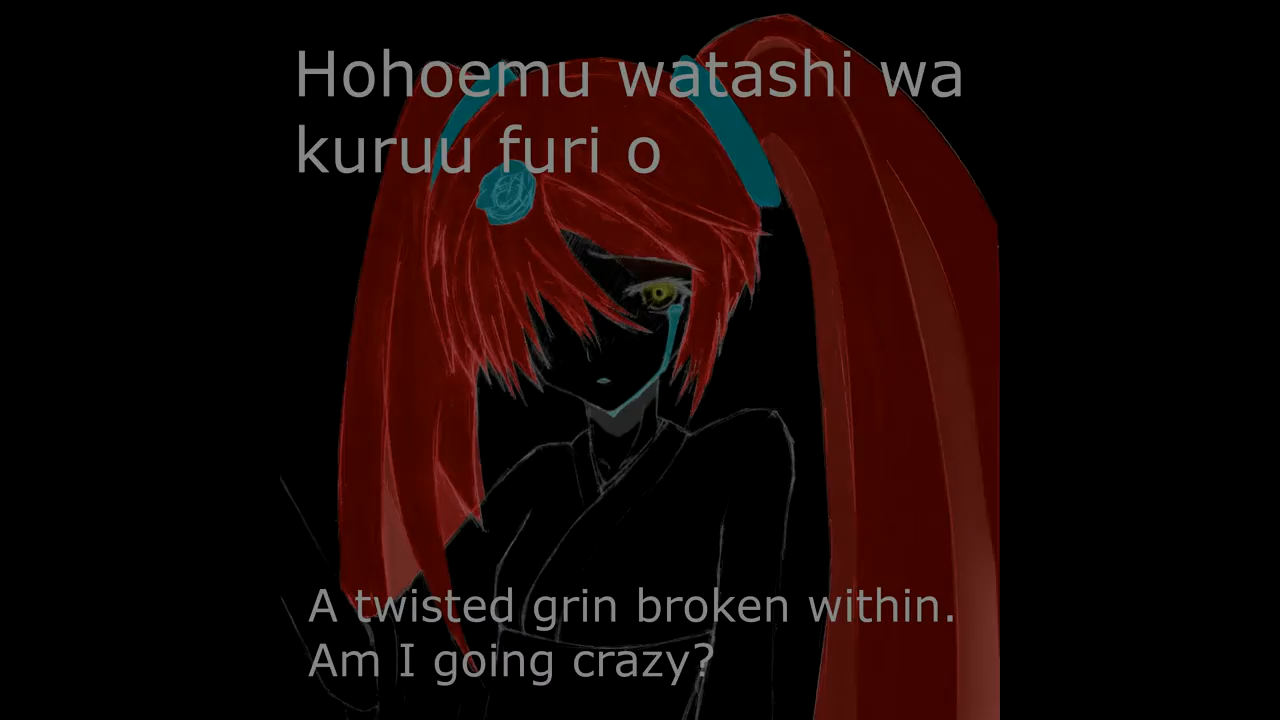 Hohoemu watashi wa
kuruu furi o
A twisted grin broken within.
Am I going crazy?